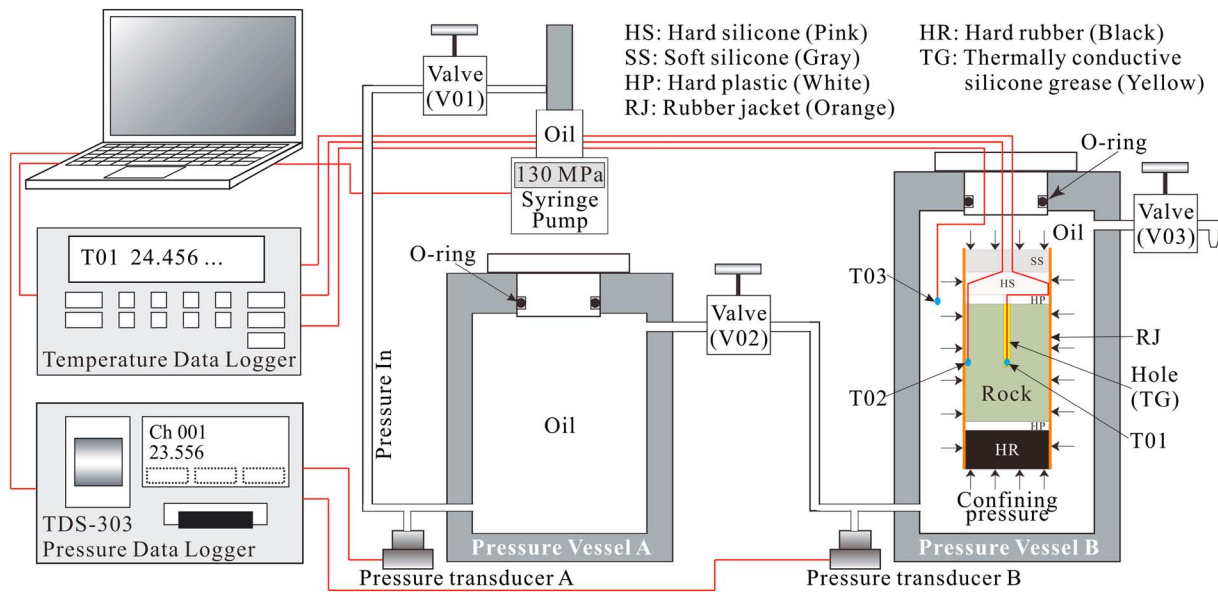 HS: Hard silicone (Pink)
SS: Soft silicone (Gray)
HP: Hard plastic (White)
RJ: Rubber jacket (Orange)
HR: Hard rubber (Black)
TG: Thermally conductive
silicone grease (Yellow)
Valve
(V01)
Oil
130 MPa
Syringe
Pump
O-ring
Oil
Valve
(V03)
T01 24.456 ...
Temperature Data Logger
O-ring
Valve
(V02)
Pressure In
Oil
SS
HS
HP
T03
RJ
T02
Rock
Hole
(TG)
HP
T01
HR
Ch 001
23.556
TDS-303
Pressure Data Logger
Confining
pressure
Pressure Vessel A
Pressure Vessel B
Pressure transducer A
Pressure transducer B